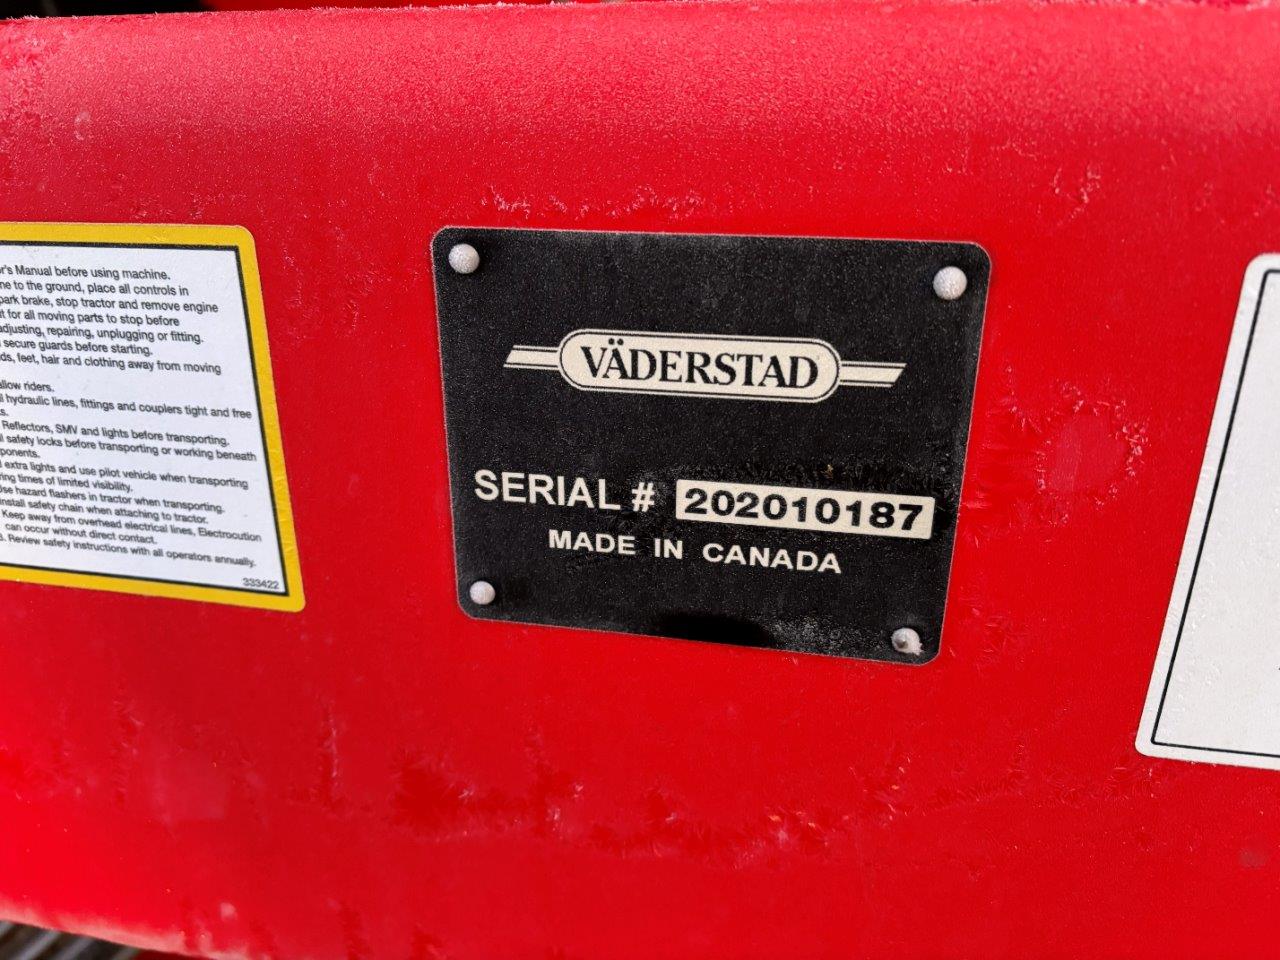 r's Manual before using machine.
ne to the ground, place all controls in
park brake, stop tractor and remove engine
t for all moving parts to stop before
adjusting, repairing, unplugging or fitting.
secure guards before starting.
ds, feet, hair and clothing away from moving
allow riders.
l hydraulic lines, fittings and couplers tight and free
s.
Reflectors, SMV and lights before transporting.
l safety locks before transporting or working beneath
ponents.
extra lights and use pilot vehicle when transporting
ring times of limited visibility.
se hazard flashers in tractor when transporting.
nstall safety chain when attaching to tractor.
Keep away from overhead electrical lines, Electrocution
can occur without direct contact.
. Review safety instructions with all operators annually.
333422
VÄDERSTAD
SERIAL # 202010187
MADE IN CANADA